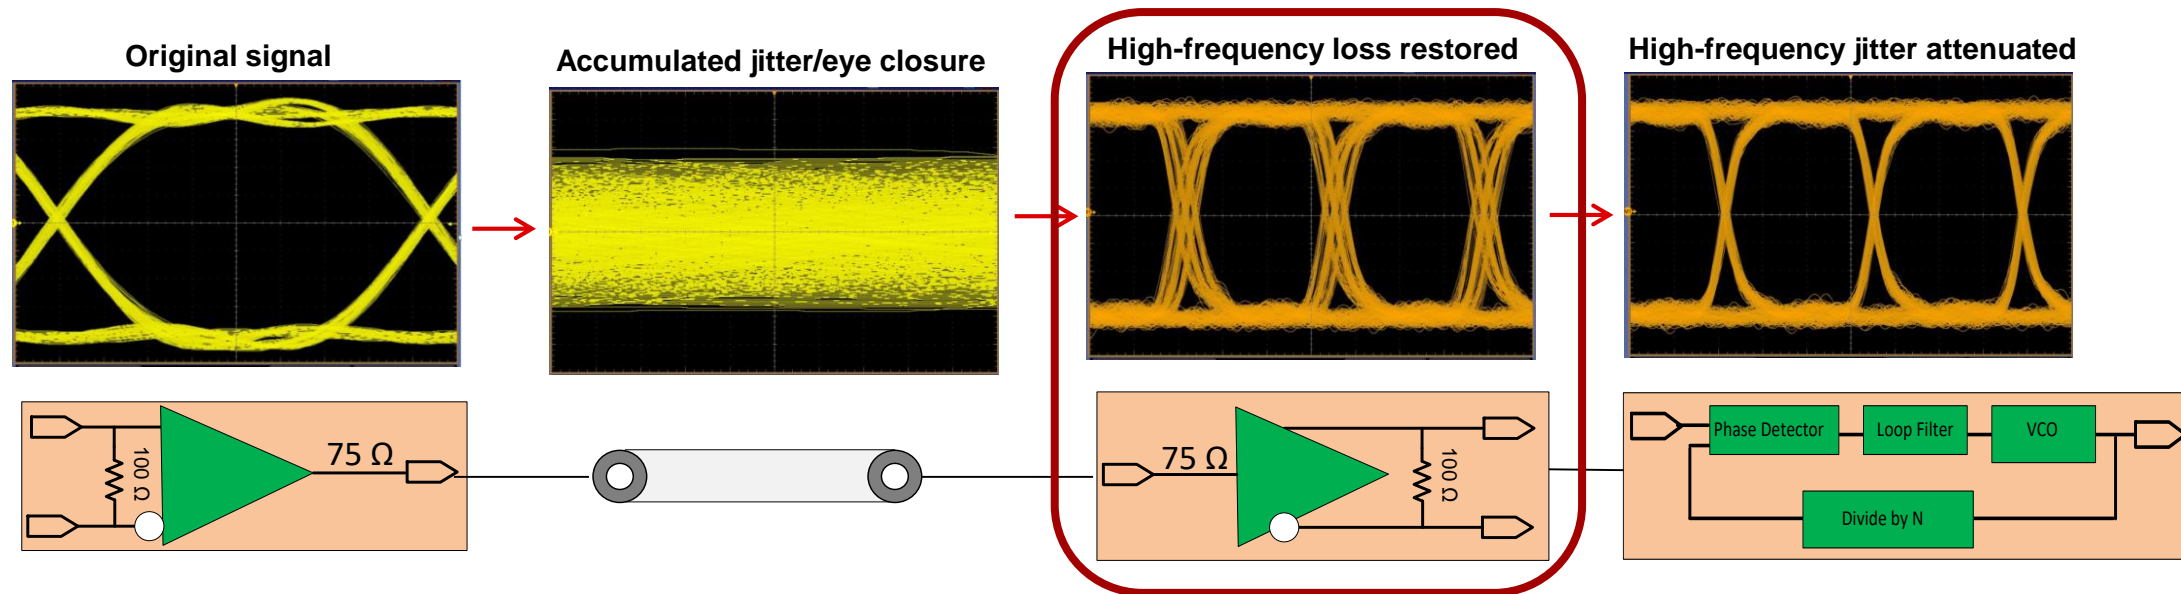 Original signal
Accumulated jitter/eye closure
High-frequency loss restored
High-frequency jitter attenuated
100 Ω
75 Ω
75 Ω
100 Ω
Phase Detector
Loop Filter
VCO
Divide by N